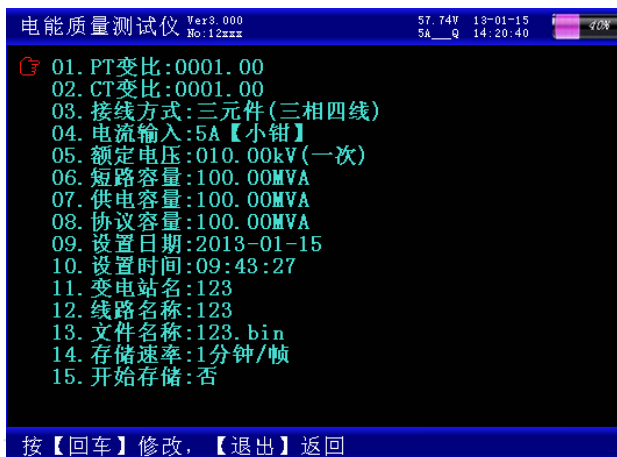 电能质量测试仪 Ver3.000 57.74V 13-01-15 40%
No:12xxx 5A__Q 14:20:40
01.PT变比:0001.00
02.CT变比:0001.00
03.接线方式:三元件(三相四线)
04.电流输入:5A【小钳】
05.额定电压:010.00kV(一次)
06.短路容量:100.00MVA
07.供电容量:100.00MVA
08.协议容量:100.00MVA
09.设置日期:2013-01-15
10.设置时间:09:43:27
11.变电站名:123
12.线路名称:123
13.文件名称:123.bin
14.存储速率:1分钟/帧
15.开始存储:否
按【回车】修改，【退出】返回